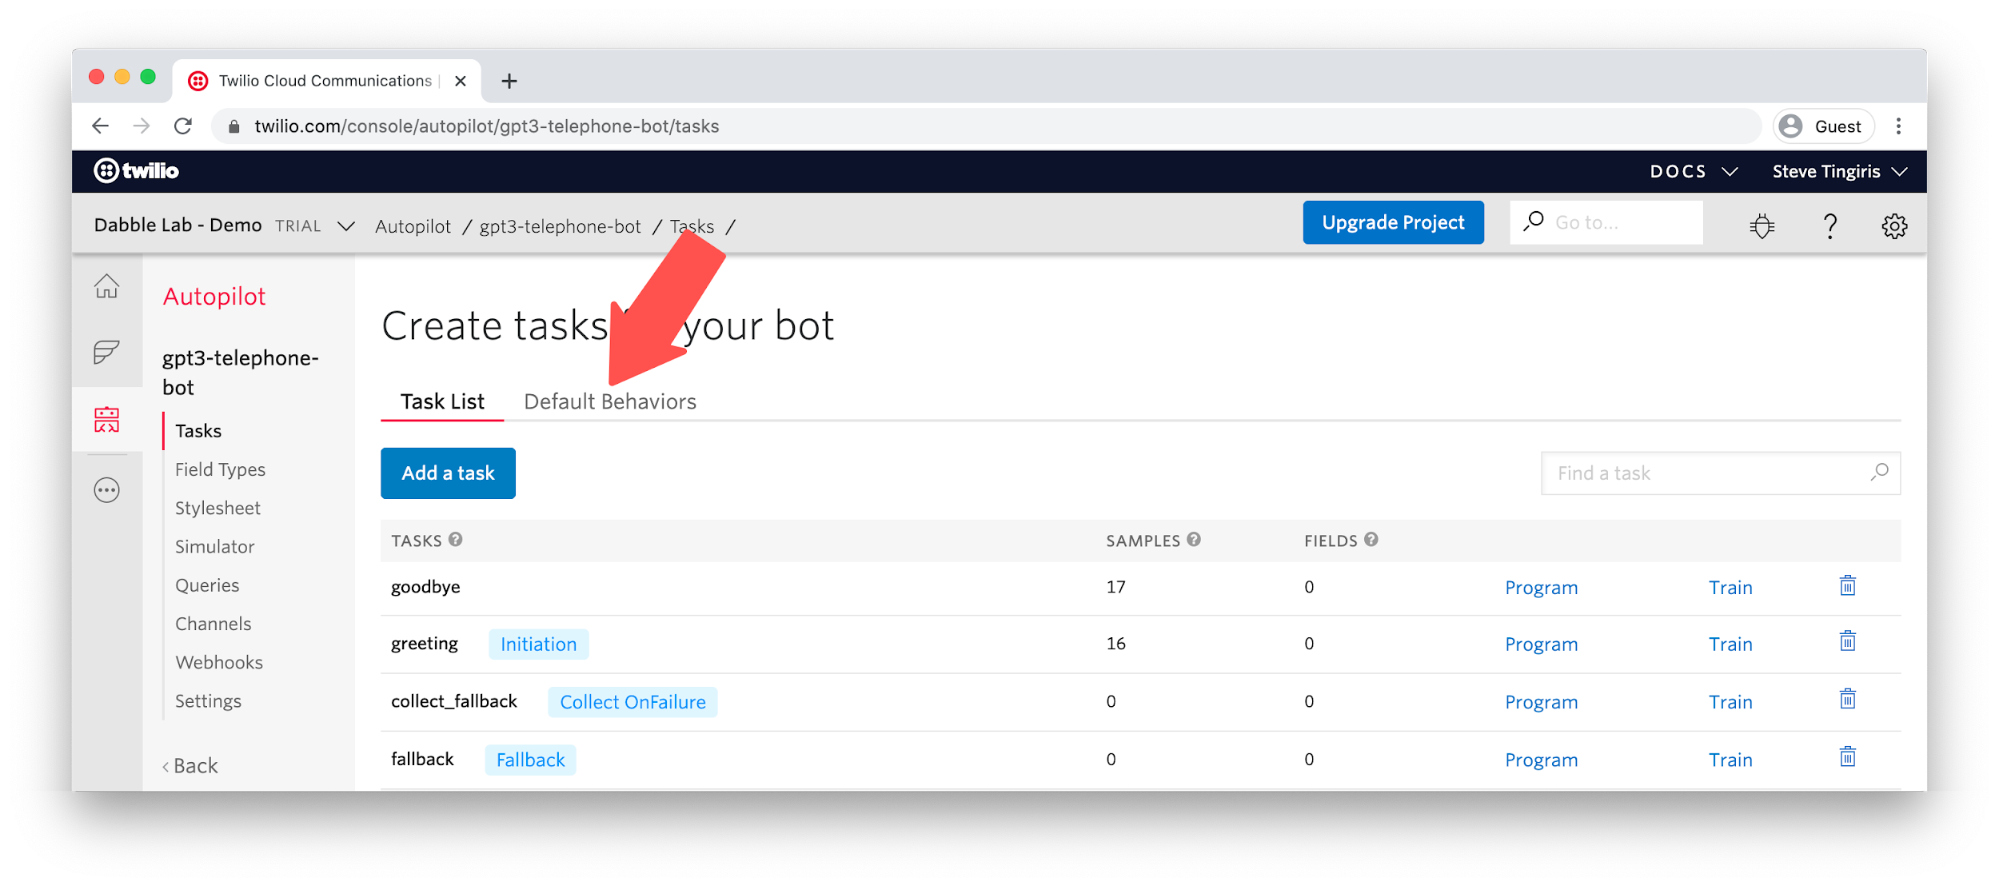 Twilio Cloud Communications |
twilio.com/console/autopilot/gpt3-telephone-bot/tasks
Guest
twilio
DOCS
Steve Tingiris
Dabble Lab - Demo TRIAL
Autopilot / gpt3-telephone-bot / Tasks /
Upgrade Project
Go to...
Autopilot
gpt3-telephone-
bot
Tasks
Field Types
Stylesheet
Simulator
Queries
Channels
Webhooks
Settings
‹ Back
Create tasks your bot
Task List
Default Behaviors
Add a task
Find a task
TASKS ? SAMPLES ? FIELDS ?
goodbye 17 0 Program Train
greeting Initiation 16 0 Program Train
collect_fallback Collect OnFailure 0 0 Program Train
fallback Fallback 0 0 Program Train